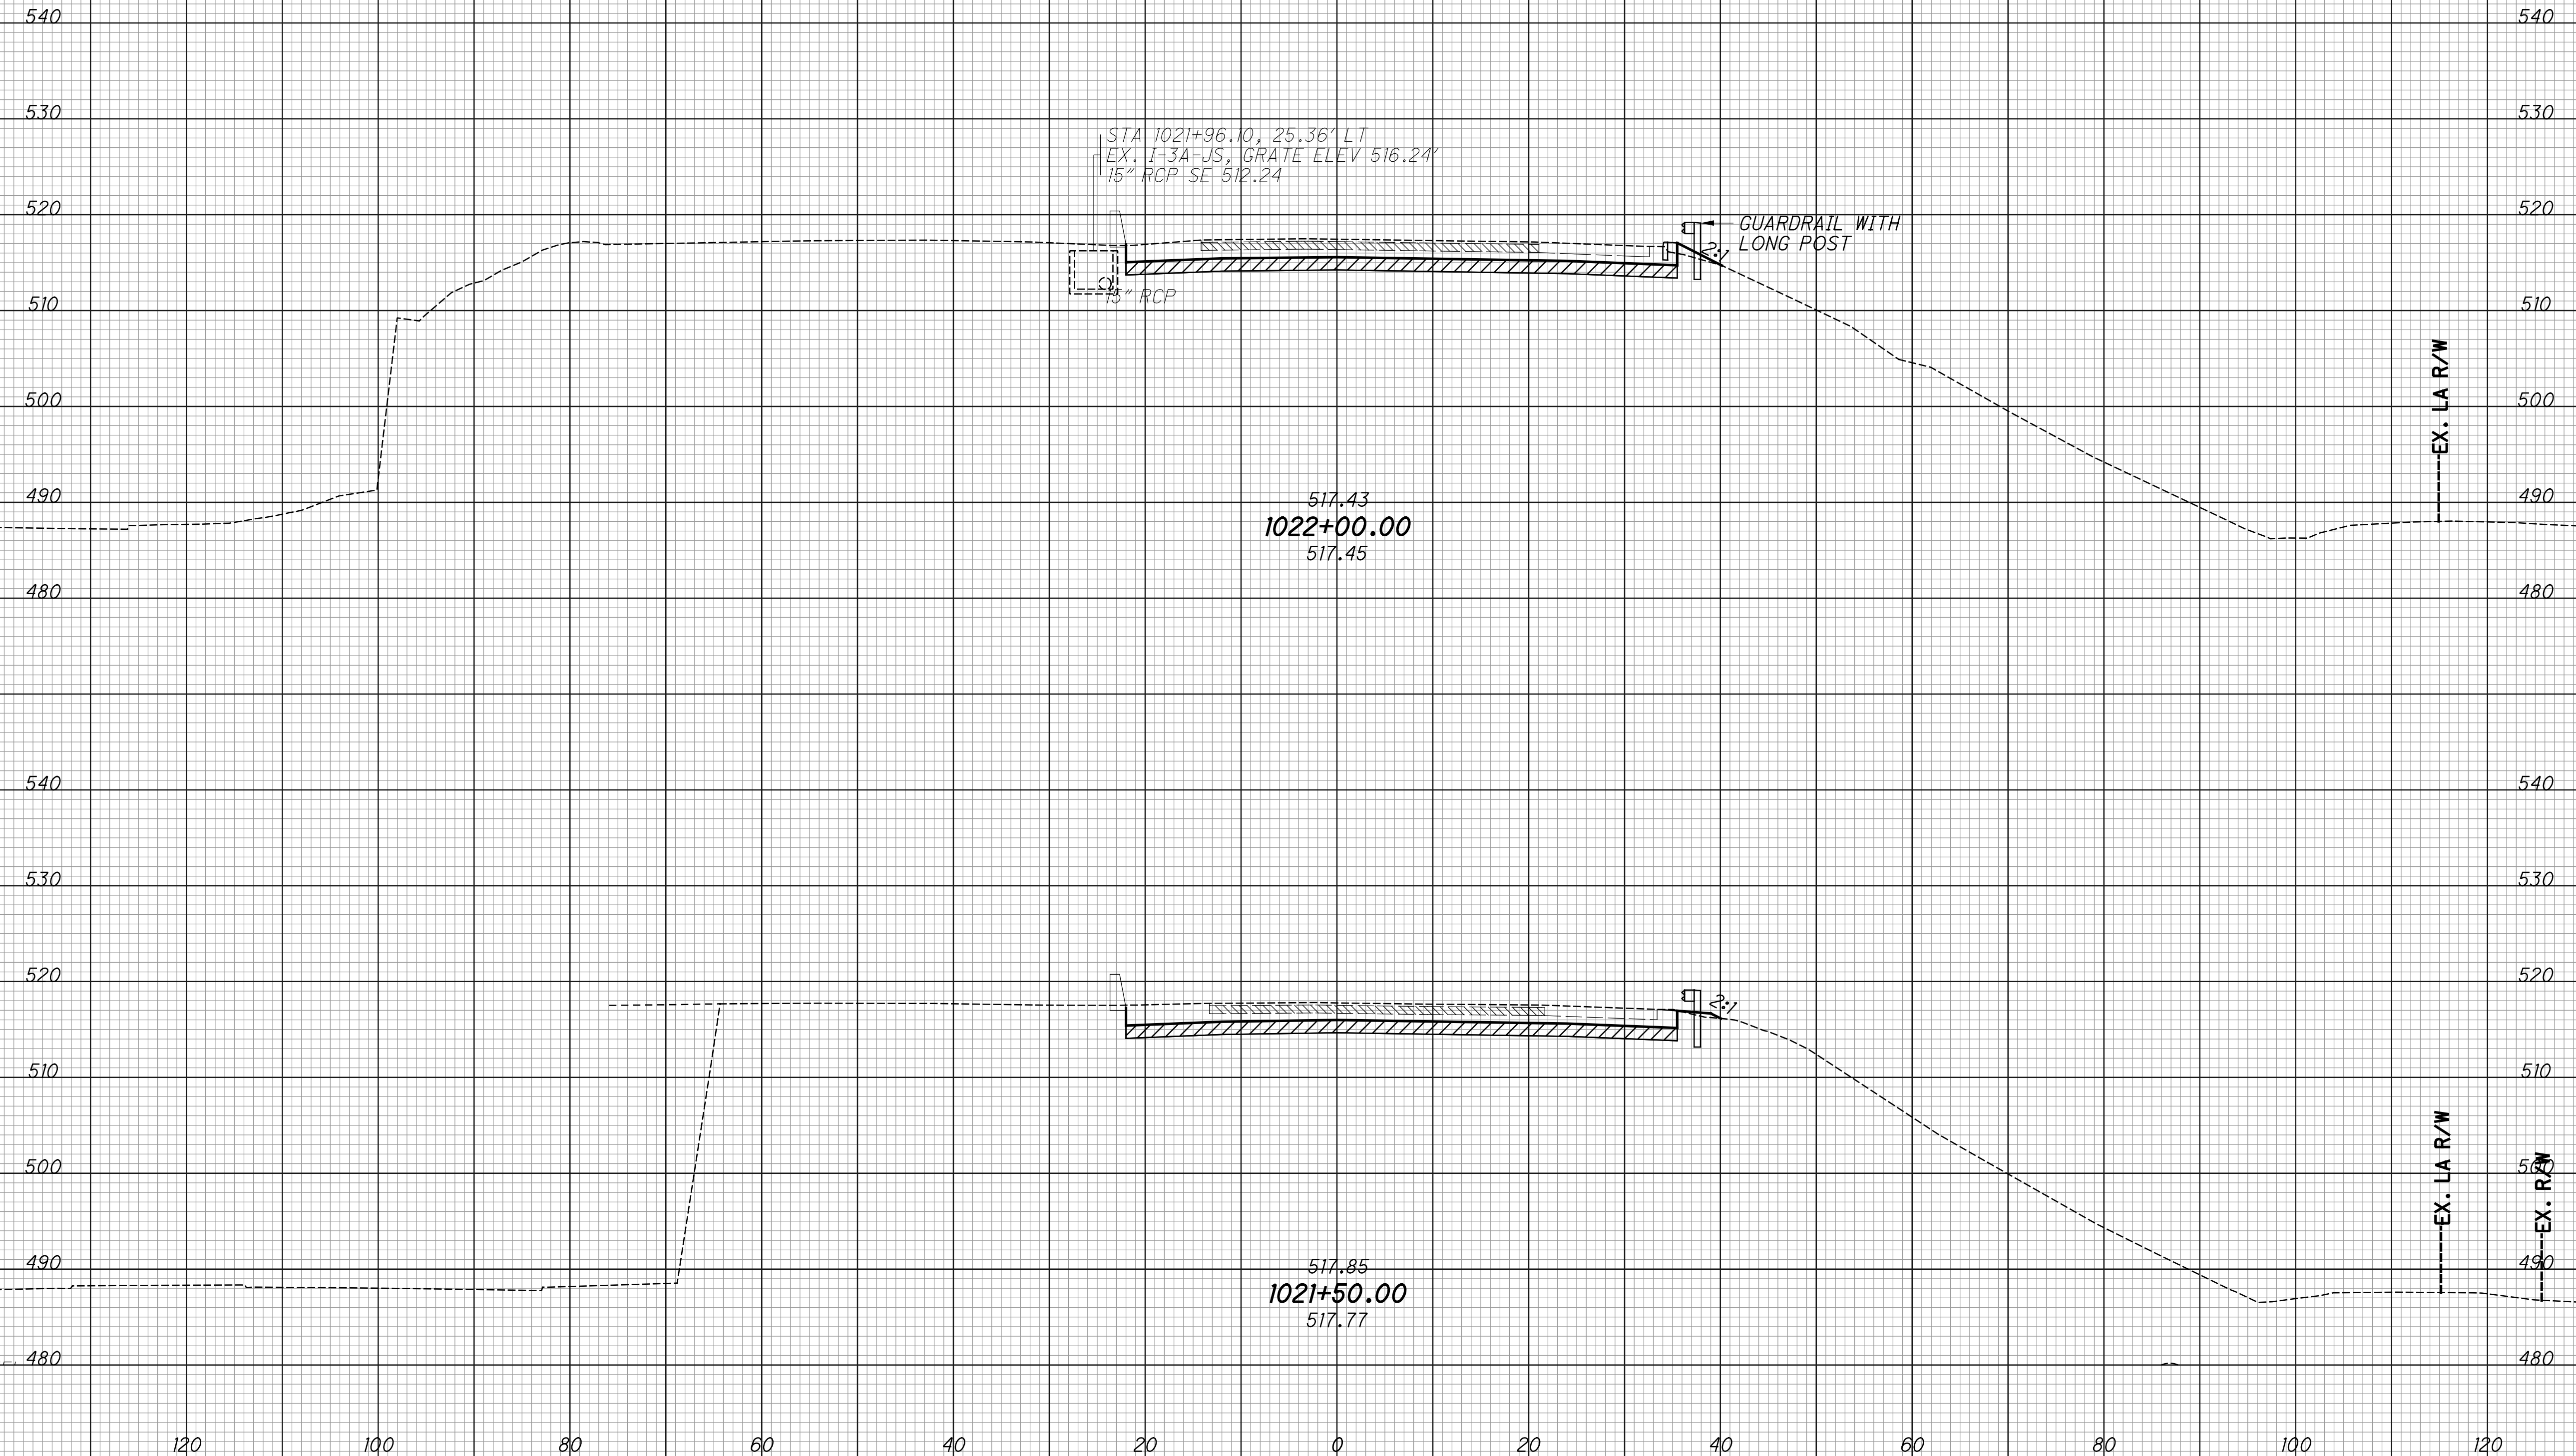 540 540
530 530
STA 1021+96.10, 25.36' LT
EX. I-3A-JS, GRATE ELEV 516.24'
15" RCP SE 512.24
520 520
GUARDRAIL WITH
LONG POST
2:1
15" RCP
510 510
EX. LA R/W
500 500
490 490
517.43
1022+00.00
517.45
480 480
540 540
530 530
520 520
2:1
510 510
EX. LA R/W
EX. R/W
500 500
490 490
517.85
1021+50.00
517.77
480 480
120 100 80 60 40 20 0 20 40 60 80 100 120